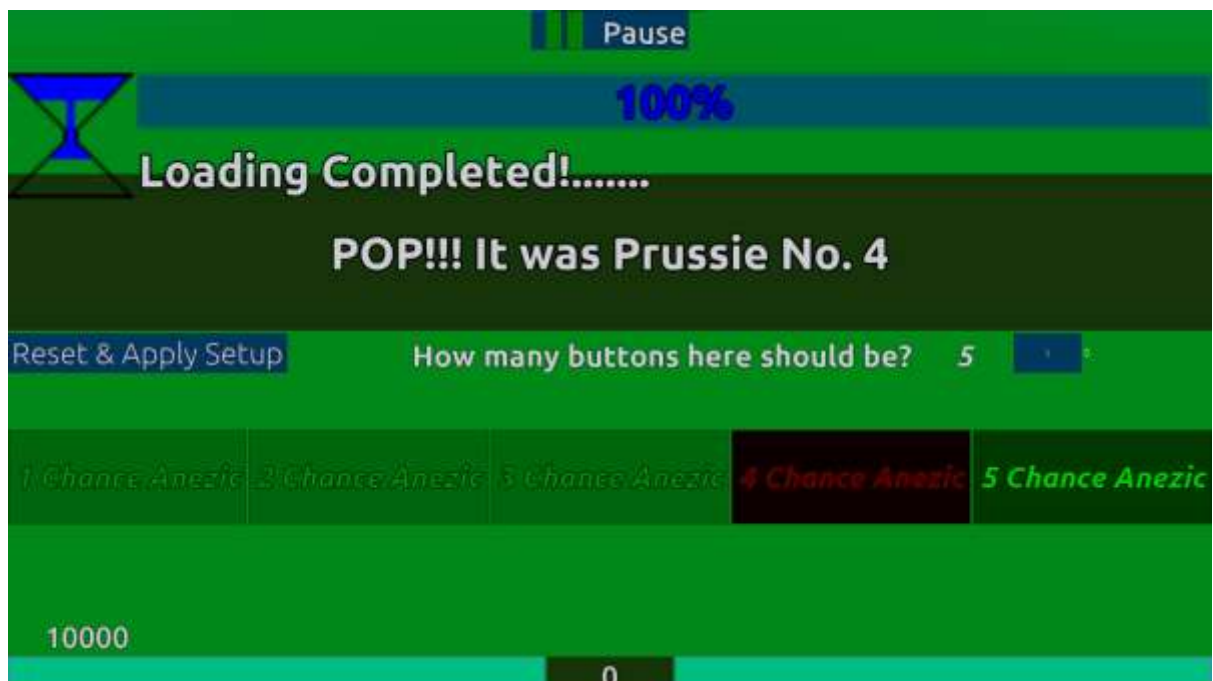 Pause
100%
Loading Completed!.......
POP!!! It was Prussie No. 4
Reset & Apply Setup
How many buttons here should be? 5
1 Chance Anezic 2 Chance Anezic 3 Chance Anezic 4 Chance Anezic 5 Chance Anezic
10000
0